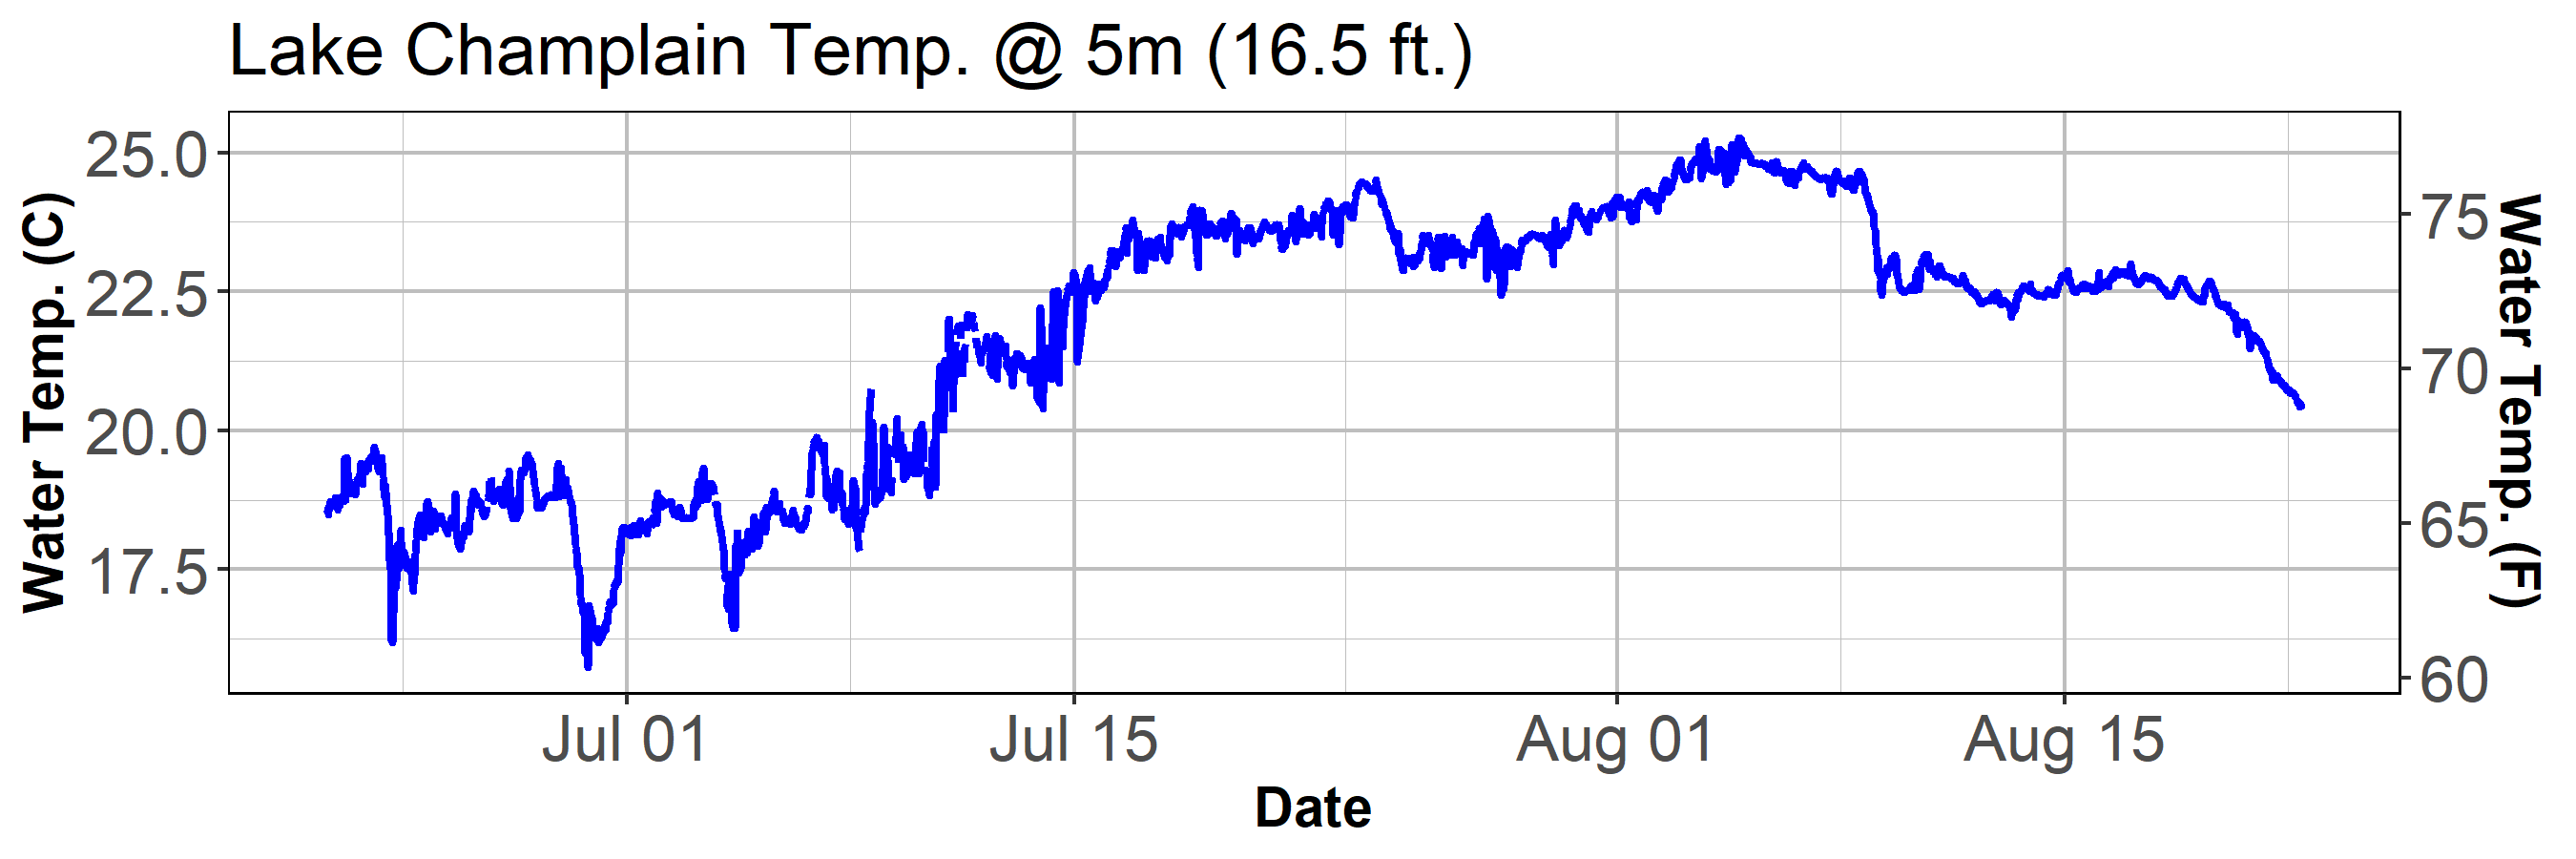 Lake Champlain Temp. @ 5m (16.5 ft.)
Water Temp. (C)
25.0
22.5
20.0
17.5
75
70
65
60
Water Temp. (F)
Jul 01
Jul 15
Aug 01
Aug 15
Date